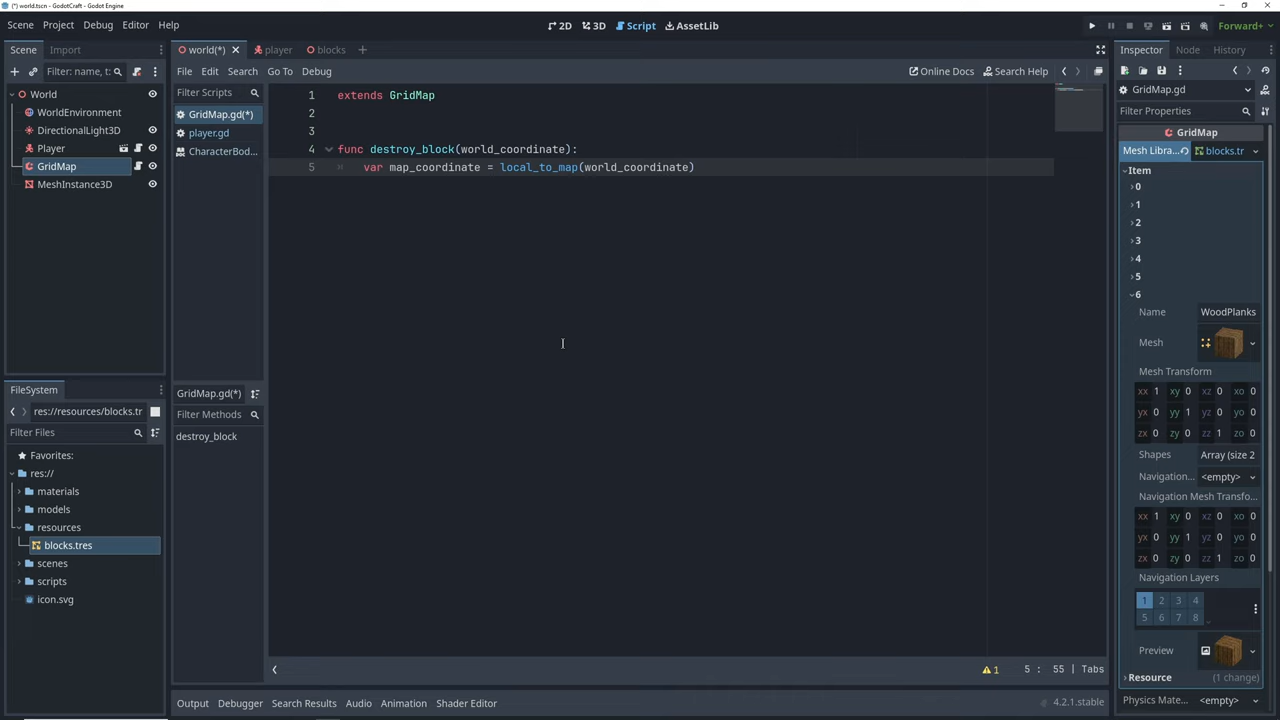 (*) world.tscn - GodotCraft - Godot Engine
Scene Project Debug Editor Help
2D 3D Script AssetLib
Forward+
Scene Import
Filter: name, t:
World
WorldEnvironment
DirectionalLight3D
Player
GridMap
MeshInstance3D
FileSystem
res://resources/blocks.tr
Filter Files
Favorites:
res://
materials
models
resources
blocks.tres
scenes
scripts
icon.svg
world(*) player blocks
File Edit Search Go To Debug
Online Docs Search Help
Filter Scripts
GridMap.gd(*)
player.gd
CharacterBod...
GridMap.gd(*)
Filter Methods
destroy_block
1 extends GridMap
2
3
4 func destroy_block(world_coordinate):
5 var map_coordinate = local_to_map(world_coordinate)
1 5 : 55 | Tabs
Output Debugger Search Results Audio Animation Shader Editor
4.2.1.stable
Inspector Node History
GridMap.gd
Filter Properties
GridMap
Mesh Libra... blocks.tr
Item
0
1
2
3
4
5
6
Name WoodPlanks
Mesh
Mesh Transform
xx 1 xy 0 xz 0 xo 0
yx 0 yy 1 yz 0 yo 0
zx 0 zy 0 zz 1 zo 0
Shapes Array (size 2
Navigation... <empty>
Navigation Mesh Transfo...
xx 1 xy 0 xz 0 xo 0
yx 0 yy 1 yz 0 yo 0
zx 0 zy 0 zz 1 zo 0
Navigation Layers
1 2 3 4
5 6 7 8
Preview
Resource (1 change)
Physics Mate... <empty>